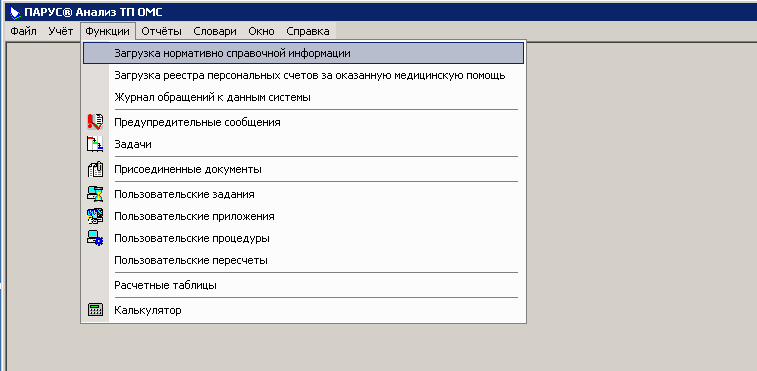 ПАРУС® Анализ ТП ОМС
Файл Учёт Функции Отчёты Словари Окно Справка
Загрузка нормативно справочной информации
Загрузка реестра персональных счетов за оказанную медицинскую помощь
Журнал обращений к данным системы
Предупредительные сообщения
Задачи
Присоединенные документы
Пользовательские задания
Пользовательские приложения
Пользовательские процедуры
Пользовательские пересчеты
Расчетные таблицы
Калькулятор